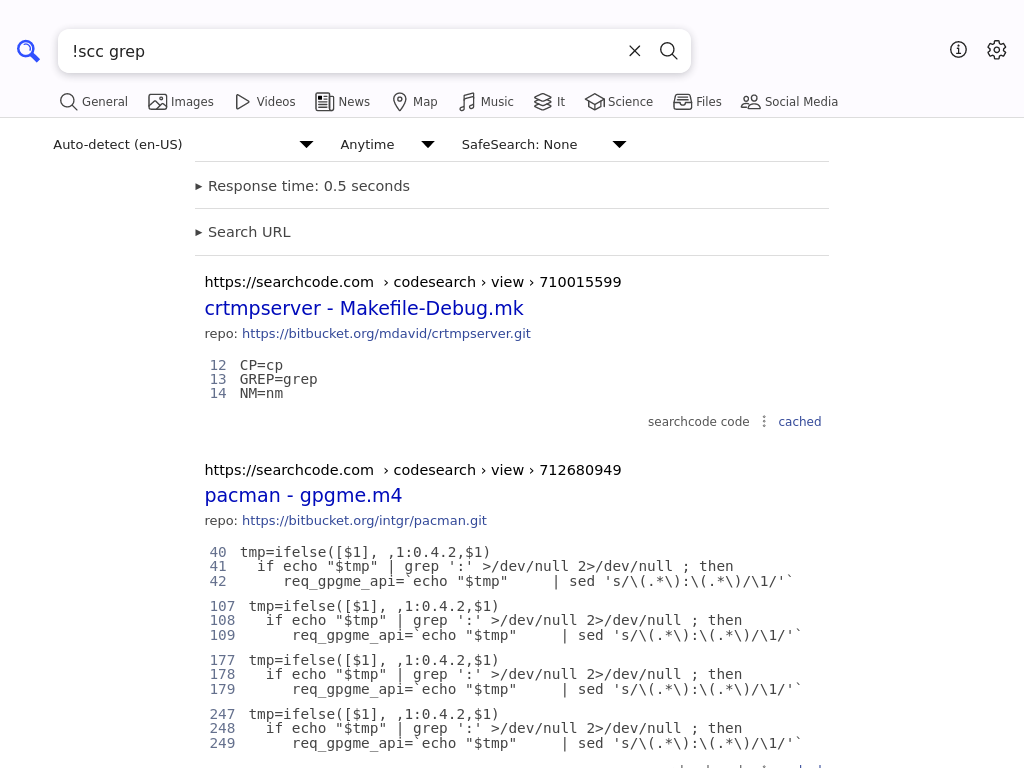 !scc grep
General
Images
Videos
News
Map
Music
It
Science
Files
Social Media
Auto-detect (en-US)
Anytime
SafeSearch: None
Response time: 0.5 seconds
Search URL
https://searchcode.com › codesearch › view › 710015599
crtmpserver - Makefile-Debug.mk
repo: https://bitbucket.org/mdavid/crtmpserver.git
12 CP=cp
13 GREP=grep
14 NM=nm
searchcode code
cached
https://searchcode.com › codesearch › view › 712680949
pacman - gpgme.m4
repo: https://bitbucket.org/intgr/pacman.git
40 tmp=ifelse([$1], ,1:0.4.2,$1)
41   if echo "$tmp" | grep ':' >/dev/null 2>/dev/null ; then
42      req_gpgme_api=`echo "$tmp"     | sed 's/\(.*\):\(.*\)/\1/'`
107 tmp=ifelse([$1], ,1:0.4.2,$1)
108   if echo "$tmp" | grep ':' >/dev/null 2>/dev/null ; then
109      req_gpgme_api=`echo "$tmp"     | sed 's/\(.*\):\(.*\)/\1/'`
177 tmp=ifelse([$1], ,1:0.4.2,$1)
178   if echo "$tmp" | grep ':' >/dev/null 2>/dev/null ; then
179      req_gpgme_api=`echo "$tmp"     | sed 's/\(.*\):\(.*\)/\1/'`
247 tmp=ifelse([$1], ,1:0.4.2,$1)
248   if echo "$tmp" | grep ':' >/dev/null 2>/dev/null ; then
249      req_gpgme_api=`echo "$tmp"     | sed 's/\(.*\):\(.*\)/\1/'`